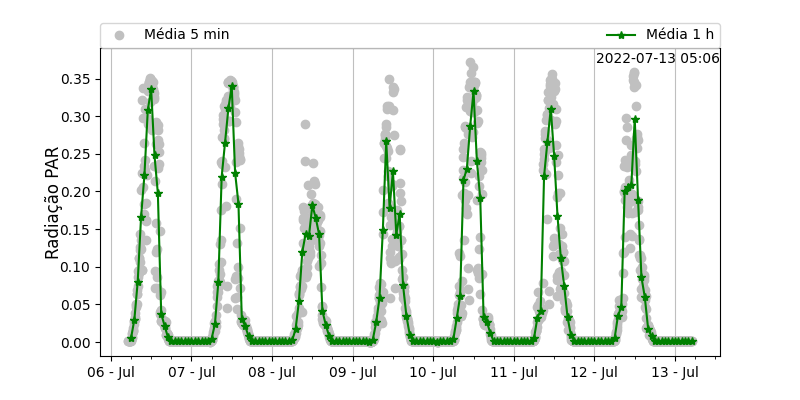 Média 5 min
Média 1 h
2022-07-13 05:06
Radiação PAR
0.35
0.30
0.25
0.20
0.15
0.10
0.05
0.00
06 - Jul
07 - Jul
08 - Jul
09 - Jul
10 - Jul
11 - Jul
12 - Jul
13 - Jul